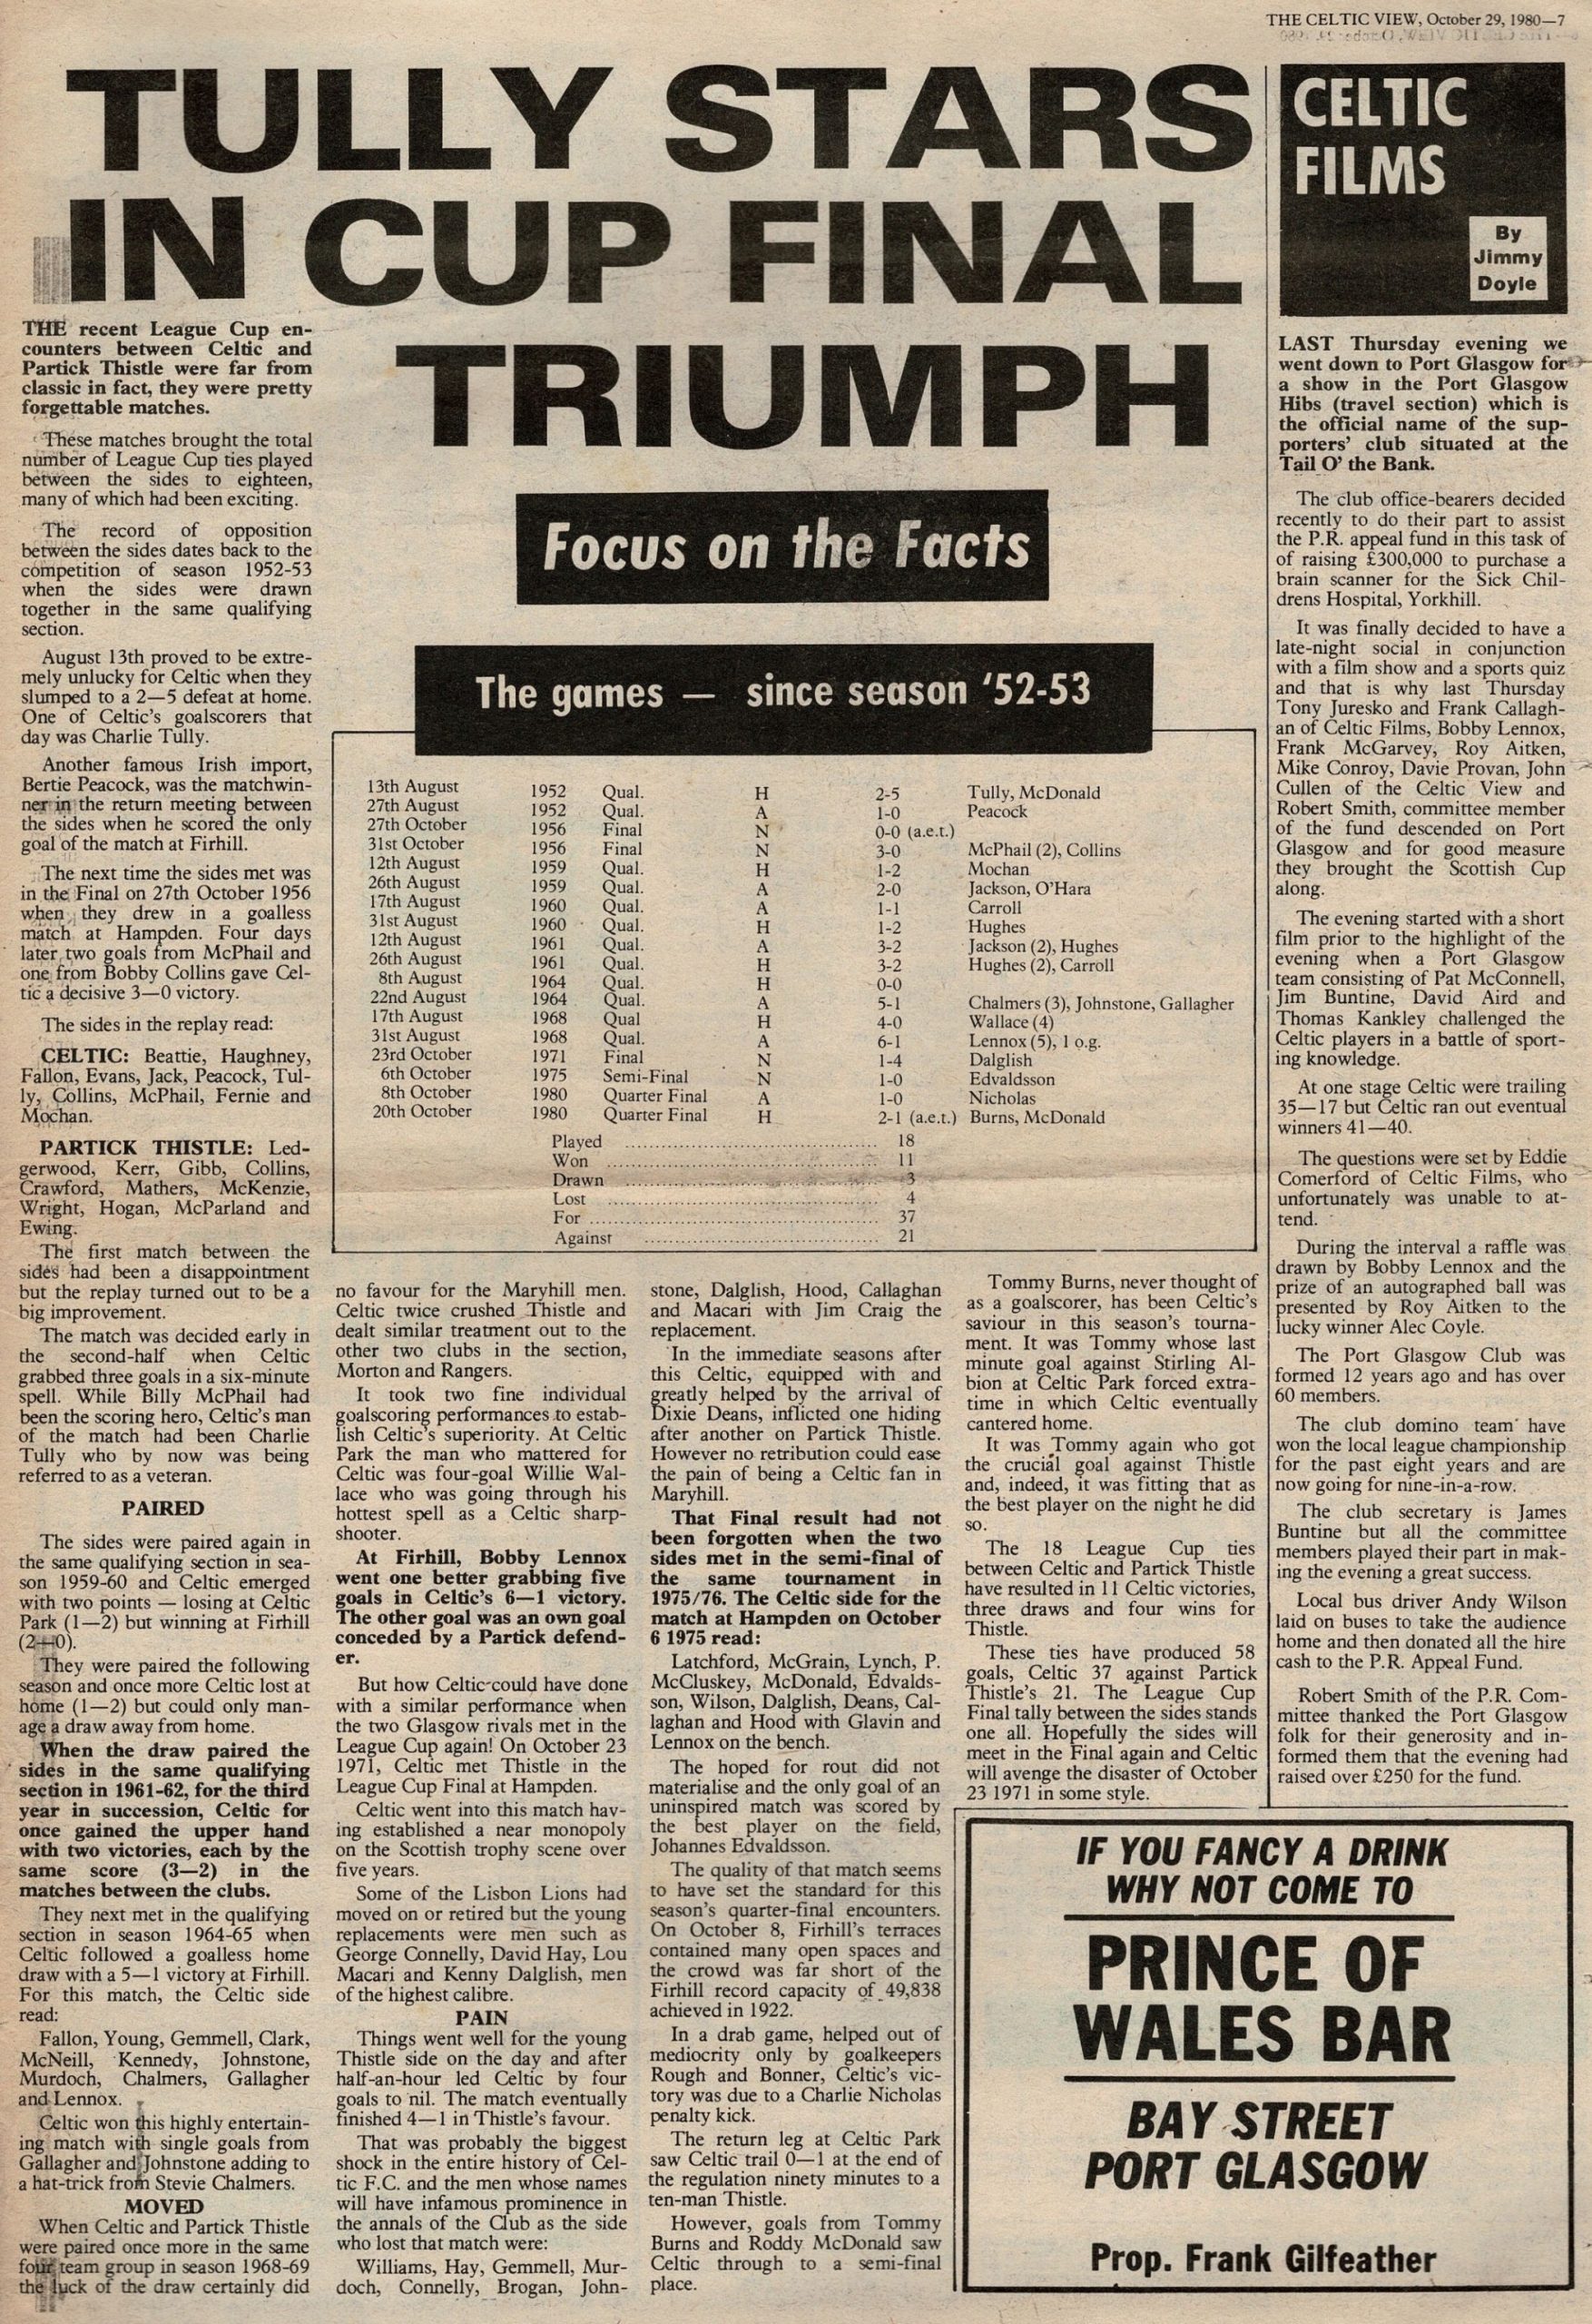 THE CELTIC VIEW, October 29, 1980—7
TULLY STARS
IN CUP FINAL
TRIUMPH
Focus on the Facts
THE recent League Cup en-
counters between Celtic and
Partick Thistle were far from
classic in fact, they were pretty
forgettable matches.
These matches brought the total
number of League Cup ties played
between the sides to eighteen,
many of which had been exciting.
The record of opposition
between the sides dates back to the
competition of season 1952-53
when the sides were drawn
together in the same qualifying
section.
August 13th proved to be extre-
mely unlucky for Celtic when they
slumped to a 2—5 defeat at home.
One of Celtic's goalscorers that
day was Charlie Tully.
Another famous Irish import,
Bertie Peacock, was the matchwin-
ner in the return meeting between
the sides when he scored the only
goal of the match at Firhill.
The next time the sides met was
in the Final on 27th October 1956
when they drew in a goalless
match at Hampden. Four days
later two goals from McPhail and
one from Bobby Collins gave Cel-
tic a decisive 3—0 victory.
The sides in the replay read:
CELTIC: Beattie, Haughney,
Fallon, Evans, Jack, Peacock, Tul-
ly, Collins, McPhail, Fernie and
Mochan.
PARTICK THISTLE: Led-
gerwood, Kerr, Gibb, Collins,
Crawford, Mathers, McKenzie,
Wright, Hogan, McParland and
Ewing.
The first match between the
sides had been a disappointment
but the replay turned out to be a
big improvement.
The match was decided early in
the second-half when Celtic
grabbed three goals in a six-minute
spell. While Billy McPhail had
been the scoring hero, Celtic's man
of the match had been Charlie
Tully who by now was being
referred to as a veteran.
PAIRED
The sides were paired again in
the same qualifying section in sea-
son 1959-60 and Celtic emerged
with two points — losing at Celtic
Park (1—2) but winning at Firhill
(2—0).
They were paired the following
season and once more Celtic lost at
home (1—2) but could only man-
age a draw away from home.
When the draw paired the
sides in the same qualifying
section in 1961-62, for the third
year in succession, Celtic for
once gained the upper hand
with two victories, each by the
same score (3—2) in the
matches between the clubs.
They next met in the qualifying
section in season 1964-65 when
Celtic followed a goalless home
draw with a 5—1 victory at Firhill.
For this match, the Celtic side
read:
Fallon, Young, Gemmell, Clark,
McNeill, Kennedy, Johnstone,
Murdoch, Chalmers, Gallagher
and Lennox.
Celtic won this highly entertain-
ing match with single goals from
Gallagher and Johnstone adding to
a hat-trick from Stevie Chalmers.
MOVED
When Celtic and Partick Thistle
were paired once more in the same
four team group in season 1968-69
the luck of the draw certainly did
The games — since season '52-53
13th August 1952 Qual. H 2-5 Tully, McDonald
27th August 1952 Qual. A 1-0 Peacock
27th October 1956 Final N 0-0 (a.e.t.)
31st October 1956 Final N 3-0 McPhail (2), Collins
12th August 1959 Qual. H 1-2 Mochan
26th August 1959 Qual. A 2-0 Jackson, O'Hara
17th August 1960 Qual. A 1-1 Carroll
31st August 1960 Qual. H 1-2 Hughes
12th August 1961 Qual. A 3-2 Jackson (2), Hughes
26th August 1961 Qual. H 3-2 Hughes (2), Carroll
8th August 1964 Qual. H 0-0
22nd August 1964 Qual. A 5-1 Chalmers (3), Johnstone, Gallagher
17th August 1968 Qual H 4-0 Wallace (4)
31st August 1968 Qual. A 6-1 Lennox (5), 1 o.g.
23rd October 1971 Final N 1-4 Dalglish
6th October 1975 Semi-Final N 1-0 Edvaldsson
8th October 1980 Quarter Final A 1-0 Nicholas
20th October 1980 Quarter Final H 2-1 (a.e.t.) Burns, McDonald
Played .......... 18
Won .......... 11
Drawn .......... 3
Lost .......... 4
For .......... 37
Against .......... 21
no favour for the Maryhill men.
Celtic twice crushed Thistle and
dealt similar treatment out to the
other two clubs in the section,
Morton and Rangers.
It took two fine individual
goalscoring performances to estab-
lish Celtic's superiority. At Celtic
Park the man who mattered for
Celtic was four-goal Willie Wal-
lace who was going through his
hottest spell as a Celtic sharp-
shooter.
At Firhill, Bobby Lennox
went one better grabbing five
goals in Celtic's 6—1 victory.
The other goal was an own goal
conceded by a Partick defend-
er.
But how Celtic could have done
with a similar performance when
the two Glasgow rivals met in the
League Cup again! On October 23
1971, Celtic met Thistle in the
League Cup Final at Hampden.
Celtic went into this match hav-
ing established a near monopoly
on the Scottish trophy scene over
five years.
Some of the Lisbon Lions had
moved on or retired but the young
replacements were men such as
George Connelly, David Hay, Lou
Macari and Kenny Dalglish, men
of the highest calibre.
PAIN
Things went well for the young
Thistle side on the day and after
half-an-hour led Celtic by four
goals to nil. The match eventually
finished 4—1 in Thistle's favour.
That was probably the biggest
shock in the entire history of Cel-
tic F.C. and the men whose names
will have infamous prominence in
the annals of the Club as the side
who lost that match were:
Williams, Hay, Gemmell, Mur-
doch, Connelly, Brogan, John-
stone, Dalglish, Hood, Callaghan
and Macari with Jim Craig the
replacement.
In the immediate seasons after
this Celtic, equipped with and
greatly helped by the arrival of
Dixie Deans, inflicted one hiding
after another on Partick Thistle.
However no retribution could ease
the pain of being a Celtic fan in
Maryhill.
That Final result had not
been forgotten when the two
sides met in the semi-final of
the same tournament in
1975/76. The Celtic side for the
match at Hampden on October
6 1975 read:
Latchford, McGrain, Lynch, P.
McCluskey, McDonald, Edvalds-
son, Wilson, Dalglish, Deans, Cal-
laghan and Hood with Glavin and
Lennox on the bench.
The hoped for rout did not
materialise and the only goal of an
uninspired match was scored by
the best player on the field,
Johannes Edvaldsson.
The quality of that match seems
to have set the standard for this
season's quarter-final encounters.
On October 8, Firhill's terraces
contained many open spaces and
the crowd was far short of the
Firhill record capacity of 49,838
achieved in 1922.
In a drab game, helped out of
mediocrity only by goalkeepers
Rough and Bonner, Celtic's vic-
tory was due to a Charlie Nicholas
penalty kick.
The return leg at Celtic Park
saw Celtic trail 0—1 at the end of
the regulation ninety minutes to a
ten-man Thistle.
However, goals from Tommy
Burns and Roddy McDonald saw
Celtic through to a semi-final
place.
Tommy Burns, never thought of
as a goalscorer, has been Celtic's
saviour in this season's tourna-
ment. It was Tommy whose last
minute goal against Stirling Al-
bion at Celtic Park forced extra-
time in which Celtic eventually
cantered home.
It was Tommy again who got
the crucial goal against Thistle
and, indeed, it was fitting that as
the best player on the night he did
so.
The 18 League Cup ties
between Celtic and Partick Thistle
have resulted in 11 Celtic victories,
three draws and four wins for
Thistle.
These ties have produced 58
goals, Celtic 37 against Partick
Thistle's 21. The League Cup
Final tally between the sides stands
one all. Hopefully the sides will
meet in the Final again and Celtic
will avenge the disaster of October
23 1971 in some style.
CELTIC
FILMS
By
Jimmy
Doyle
LAST Thursday evening we
went down to Port Glasgow for
a show in the Port Glasgow
Hibs (travel section) which is
the official name of the sup-
porters' club situated at the
Tail O' the Bank.
The club office-bearers decided
recently to do their part to assist
the P.R. appeal fund in this task of
of raising £300,000 to purchase a
brain scanner for the Sick Chil-
drens Hospital, Yorkhill.
It was finally decided to have a
late-night social in conjunction
with a film show and a sports quiz
and that is why last Thursday
Tony Juresko and Frank Callagh-
an of Celtic Films, Bobby Lennox,
Frank McGarvey, Roy Aitken,
Mike Conroy, Davie Provan, John
Cullen of the Celtic View and
Robert Smith, committee member
of the fund descended on Port
Glasgow and for good measure
they brought the Scottish Cup
along.
The evening started with a short
film prior to the highlight of the
evening when a Port Glasgow
team consisting of Pat McConnell,
Jim Buntine, David Aird and
Thomas Kankley challenged the
Celtic players in a battle of sport-
ing knowledge.
At one stage Celtic were trailing
35—17 but Celtic ran out eventual
winners 41—40.
The questions were set by Eddie
Comerford of Celtic Films, who
unfortunately was unable to at-
tend.
During the interval a raffle was
drawn by Bobby Lennox and the
prize of an autographed ball was
presented by Roy Aitken to the
lucky winner Alec Coyle.
The Port Glasgow Club was
formed 12 years ago and has over
60 members.
The club domino team have
won the local league championship
for the past eight years and are
now going for nine-in-a-row.
The club secretary is James
Buntine but all the committee
members played their part in mak-
ing the evening a great success.
Local bus driver Andy Wilson
laid on buses to take the audience
home and then donated all the hire
cash to the P.R. Appeal Fund.
Robert Smith of the P.R. Com-
mittee thanked the Port Glasgow
folk for their generosity and in-
formed them that the evening had
raised over £250 for the fund.
IF YOU FANCY A DRINK
WHY NOT COME TO
PRINCE OF
WALES BAR
BAY STREET
PORT GLASGOW
Prop. Frank Gilfeather